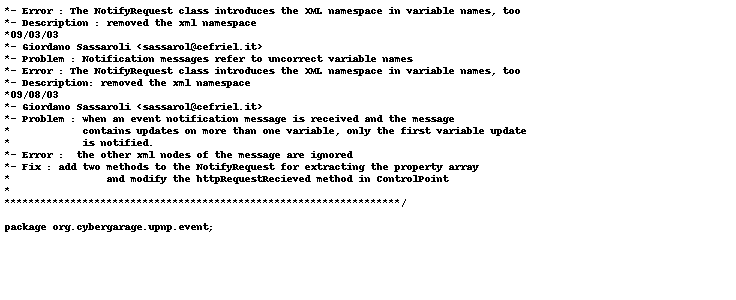 *- Error : The NotifyRequest class introduces the XML namespace in variable names, too
*- Description : removed the xml namespace
*09/03/03
*- Giordano Sassaroli <sassarol@cefriel.it>
*- Problem : Notification messages refer to uncorrect variable names
*- Error : The NotifyRequest class introduces the XML namespace in variable names, too
*- Description: removed the xml namespace
*09/08/03
*- Giordano Sassaroli <sassarol@cefriel.it>
*- Problem : when an event notification message is received and the message
* contains updates on more than one variable, only the first variable update
* is notified.
*- Error : the other xml nodes of the message are ignored
*- Fix : add two methods to the NotifyRequest for extracting the property array
* and modify the httpRequestRecieved method in ControlPoint
*
******************************************************************/
package org.cybergarage.upnp.event;